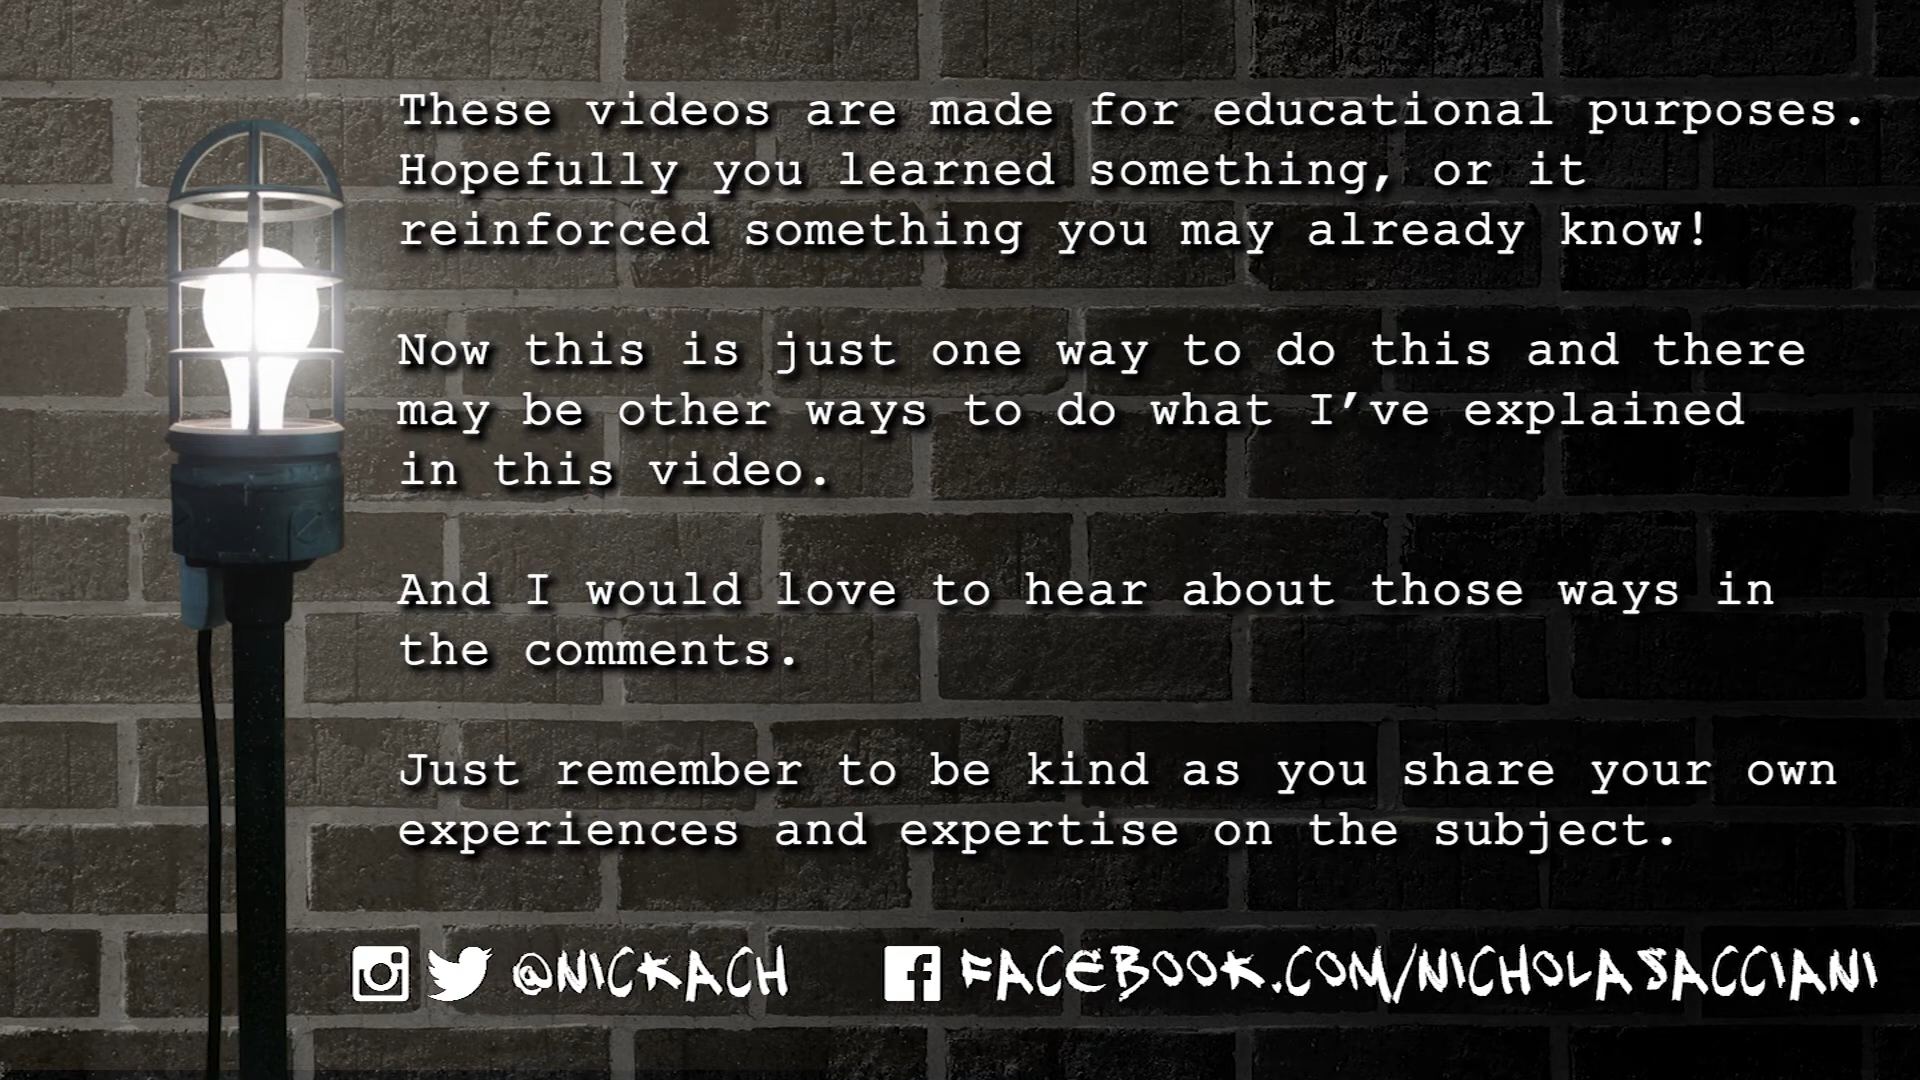 These videos are made for educational purposes.
Hopefully you learned something, or it
reinforced something you may already know!
Now this is just one way to do this and there
may be other ways to do what I’ve explained
in this video.
And I would love to hear about those ways in
the comments.
Just remember to be kind as you share your own
experiences and expertise on the subject.
@NICKACH FACEBOOK.COM/NICHOLASACCIANI